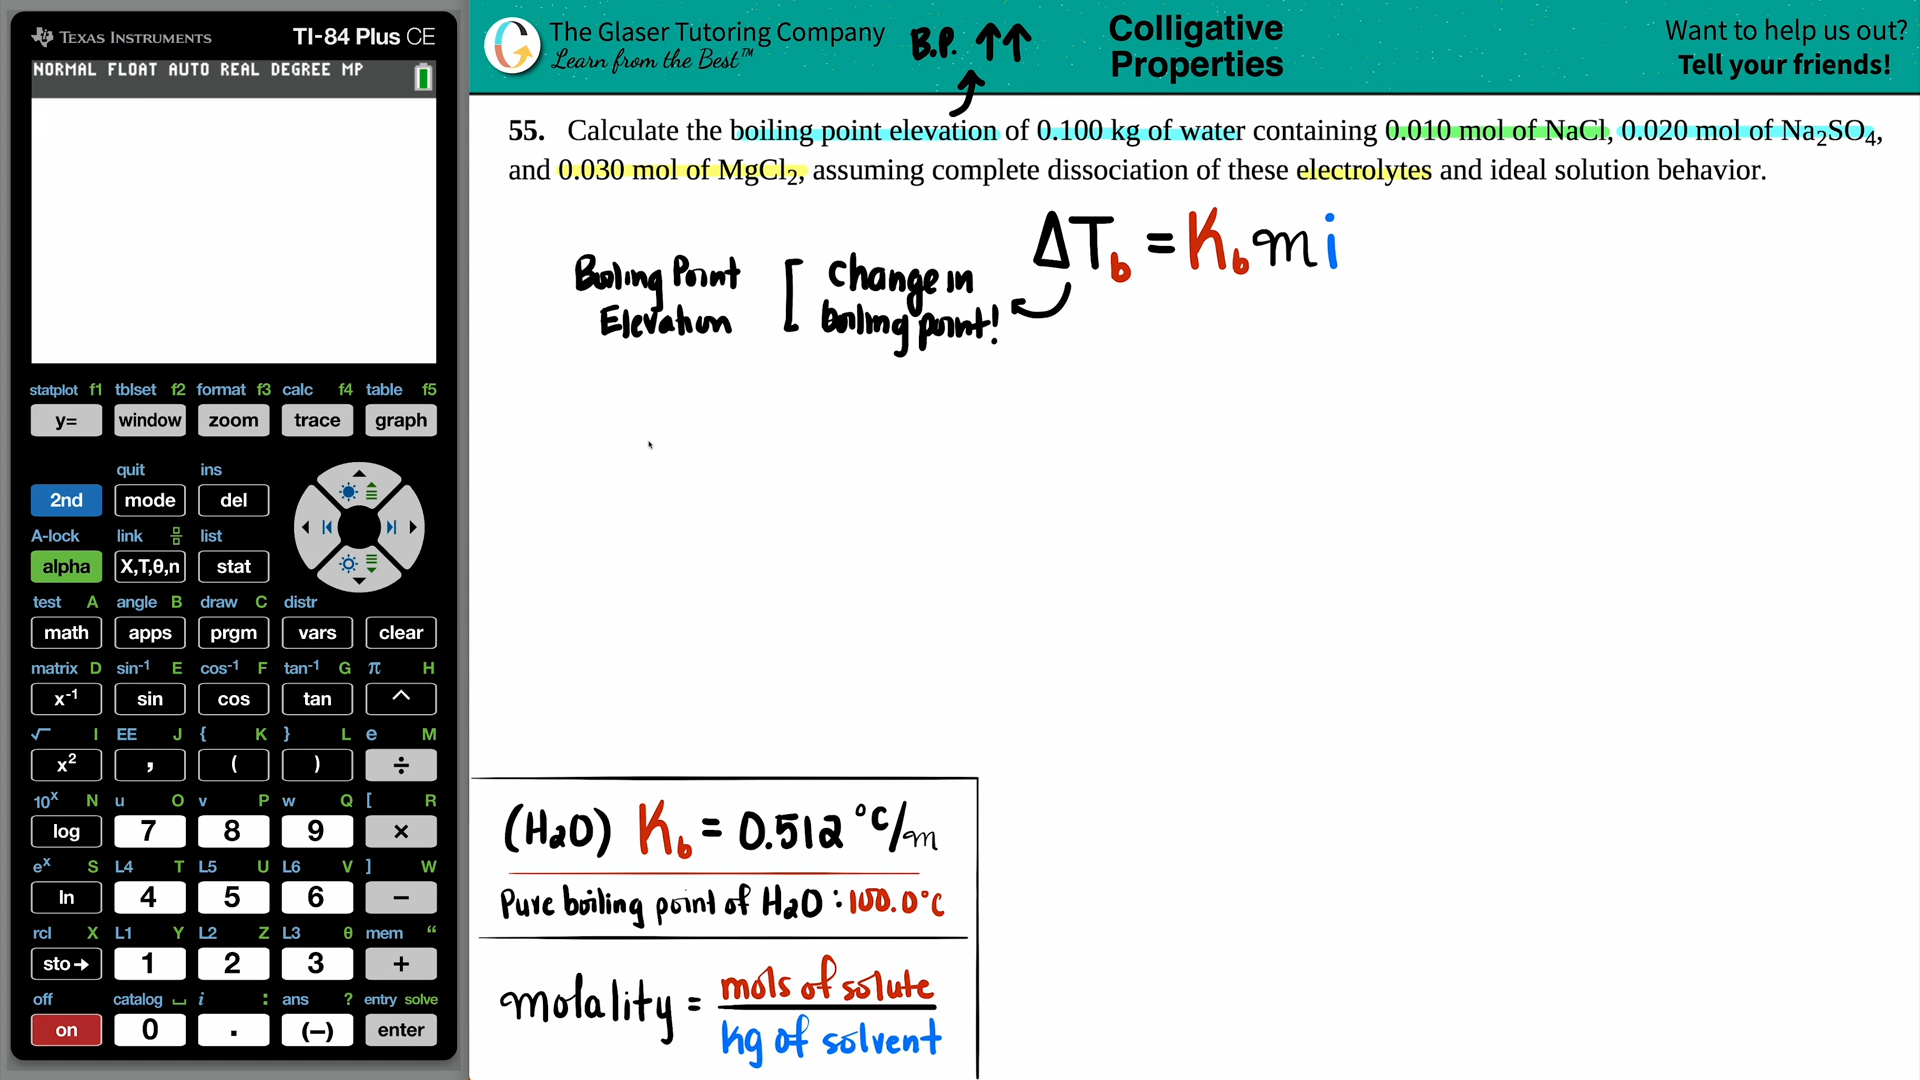 TEXAS INSTRUMENTS TI-84 Plus CE
NORMAL FLOAT AUTO REAL DEGREE MP
statplot f1 tblset f2 format f3 calc f4 table f5
y= window zoom trace graph
quit ins
2nd mode del
A-lock link list
alpha X,T,θ,n stat
test A angle B draw C distr
math apps prgm vars clear
matrix D sin⁻¹ E cos⁻¹ F tan⁻¹ G π H
x⁻¹ sin cos tan ^
√ I EE J { K } L e M
x² , ( ) ÷
10ˣ N u O v P w Q [ R
log 7 8 9 ×
eˣ S L4 T L5 U L6 V ] W
ln 4 5 6 −
rcl X L1 Y L2 Z L3 θ mem “
sto→ 1 2 3 +
off catalog ⎵ i : ans ? entry solve
on 0 . (−) enter
The Glaser Tutoring Company
Learn from the Best™
B.P. ↑↑
Colligative
Properties
Want to help us out?
Tell your friends!
55. Calculate the boiling point elevation of 0.100 kg of water containing 0.010 mol of NaCl, 0.020 mol of Na₂SO₄,
and 0.030 mol of MgCl₂, assuming complete dissociation of these electrolytes and ideal solution behavior.
ΔT_b = K_b m i
Boiling Point
Elevation
[ Change in
boiling point!
(H₂O) K_b = 0.512 °C/m
Pure boiling point of H₂O : 100.0°C
molality = mols of solute
kg of solvent